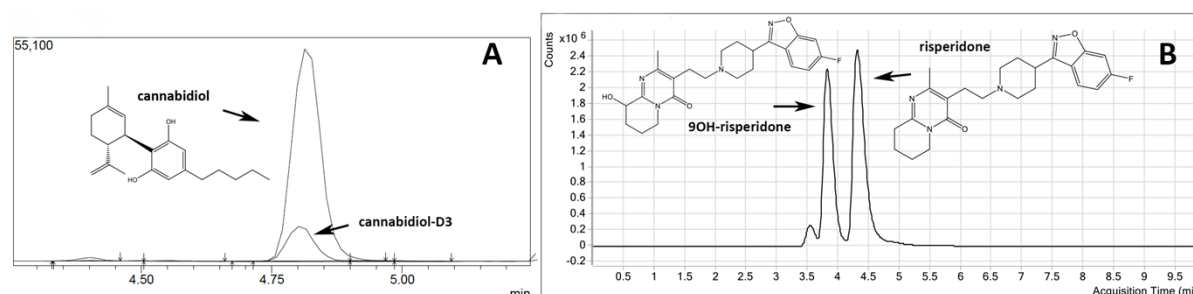 55,100
A
cannabidiol
OH
HO
cannabidiol-D3
4.50
4.75
5.00
min
B
Counts
x10 6
2.4
2.2
2
1.8
1.6
1.4
1.2
1
0.8
0.6
0.4
0.2
0
-0.2
N
O
F
N
N
HO
N
O
9OH-risperidone
risperidone
N
O
F
N
N
N
O
0.5 1 1.5 2 2.5 3 3.5 4 4.5 5 5.5 6 6.5 7 7.5 8 8.5 9 9.5
Acquisition Time (mi